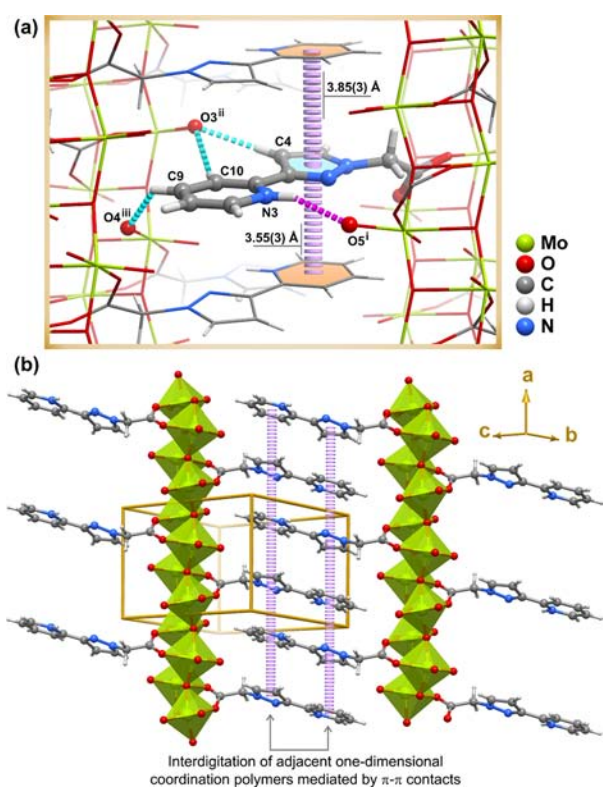 (a)
3.85(3) Å
O3ii
C4
C10
C9
N3
O4iii
O5i
3.55(3) Å
Mo
O
C
H
N
(b)
a
c
b
Interdigitation of adjacent one-dimensional
coordination polymers mediated by π-π contacts